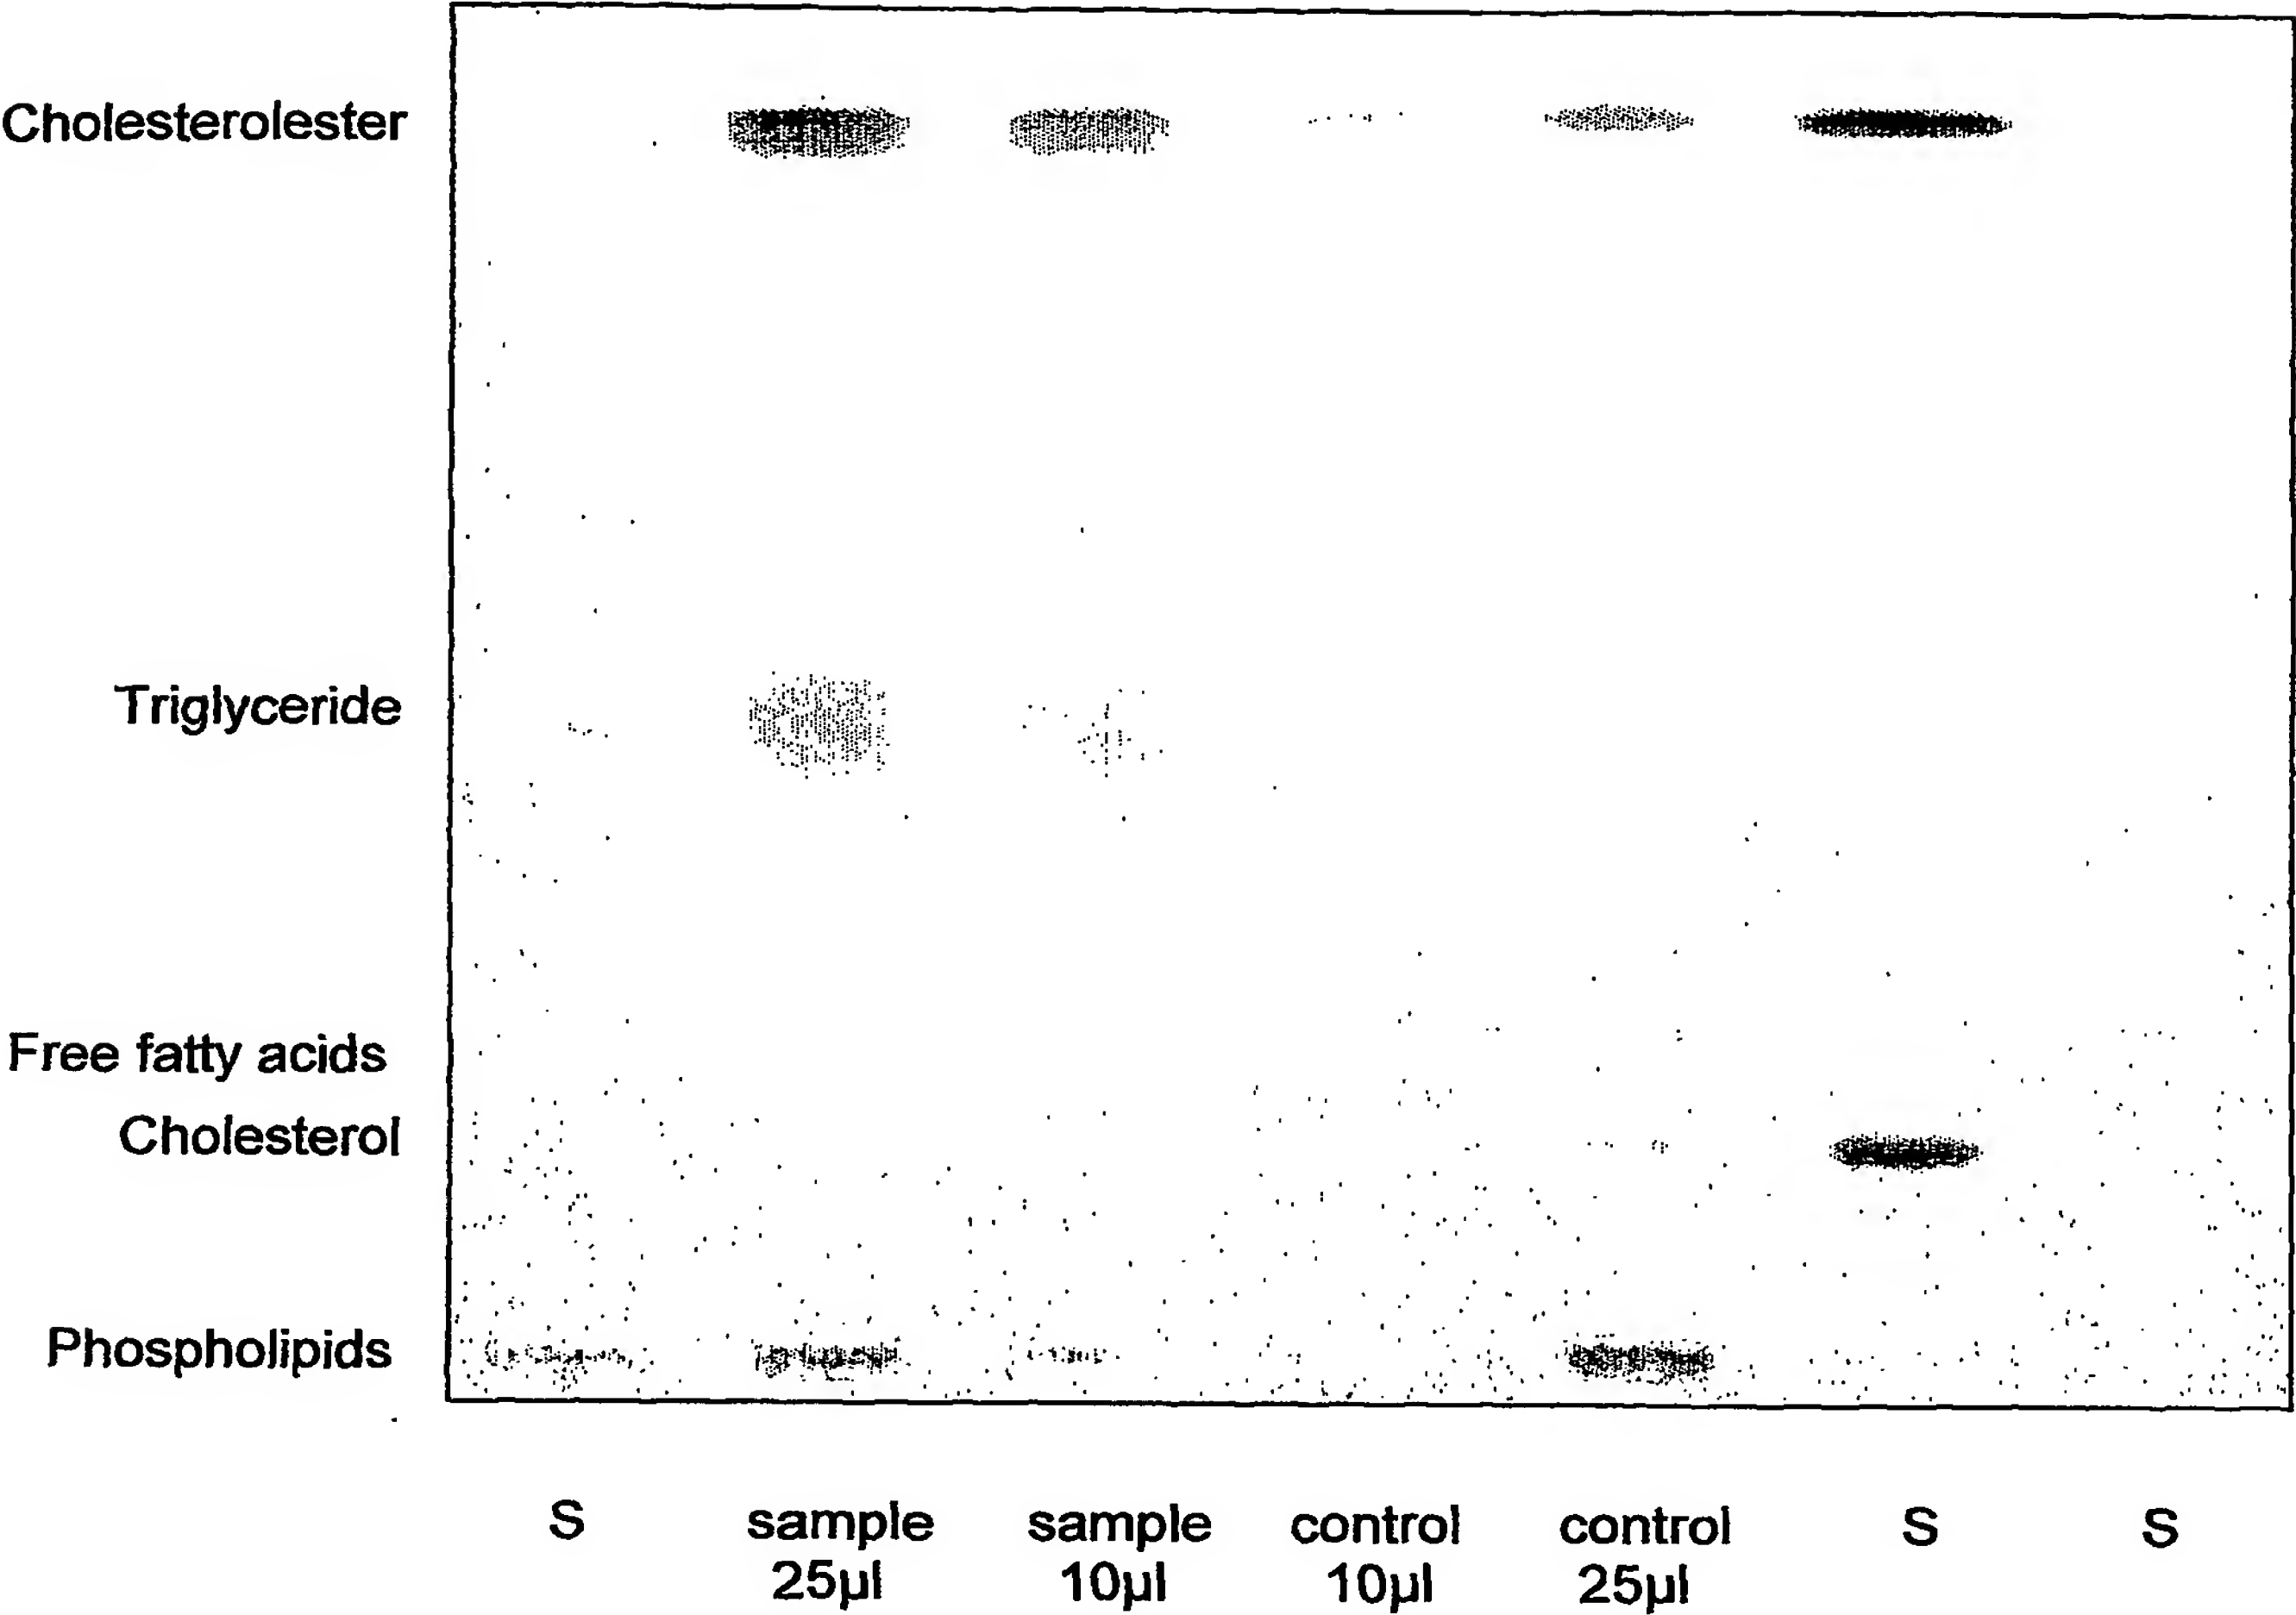 Cholesterolester
Triglyceride
Free fatty acids
Cholesterol
Phospholipids
S sample sample control control S S
25µl 10µl 10µl 25µl